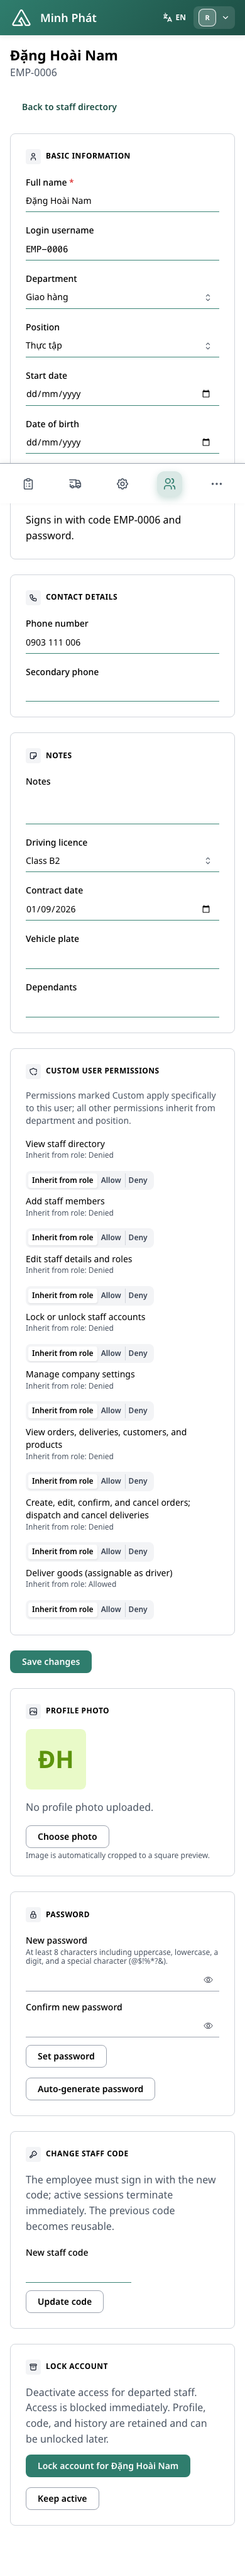 Minh Phát
EN
R
Đặng Hoài Nam
EMP-0006
Back to staff directory
BASIC INFORMATION
Full name *
Đặng Hoài Nam
Login username
EMP-0006
Department
Giao hàng
Position
Thực tập
Start date
dd/mm/yyyy
Date of birth
dd/mm/yyyy
Signs in with code EMP-0006 and
password.
CONTACT DETAILS
Phone number
0903 111 006
Secondary phone
NOTES
Notes
Driving licence
Class B2
Contract date
01/09/2026
Vehicle plate
Dependants
CUSTOM USER PERMISSIONS
Permissions marked Custom apply specifically
to this user; all other permissions inherit from
department and position.
View staff directory
Inherit from role: Denied
Inherit from role Allow Deny
Add staff members
Inherit from role: Denied
Inherit from role Allow Deny
Edit staff details and roles
Inherit from role: Denied
Inherit from role Allow Deny
Lock or unlock staff accounts
Inherit from role: Denied
Inherit from role Allow Deny
Manage company settings
Inherit from role: Denied
Inherit from role Allow Deny
View orders, deliveries, customers, and
products
Inherit from role: Denied
Inherit from role Allow Deny
Create, edit, confirm, and cancel orders;
dispatch and cancel deliveries
Inherit from role: Denied
Inherit from role Allow Deny
Deliver goods (assignable as driver)
Inherit from role: Allowed
Inherit from role Allow Deny
Save changes
PROFILE PHOTO
ĐH
No profile photo uploaded.
Choose photo
Image is automatically cropped to a square preview.
PASSWORD
New password
At least 8 characters including uppercase, lowercase, a
digit, and a special character (@$!%*?&).
Confirm new password
Set password
Auto-generate password
CHANGE STAFF CODE
The employee must sign in with the new
code; active sessions terminate
immediately. The previous code
becomes reusable.
New staff code
Update code
LOCK ACCOUNT
Deactivate access for departed staff.
Access is blocked immediately. Profile,
code, and history are retained and can
be unlocked later.
Lock account for Đặng Hoài Nam
Keep active